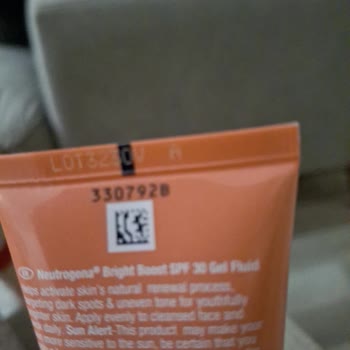 330792B
Neutrogena® Bright Boost SPF 30 Gel Fluid
activate skin's natural renewal process,
dark spots & uneven tone for youthfully
skin. Apply evenly to cleansed face and
daily. Sun Alert-This product may make your
more sensitive to the sun, be certain that you